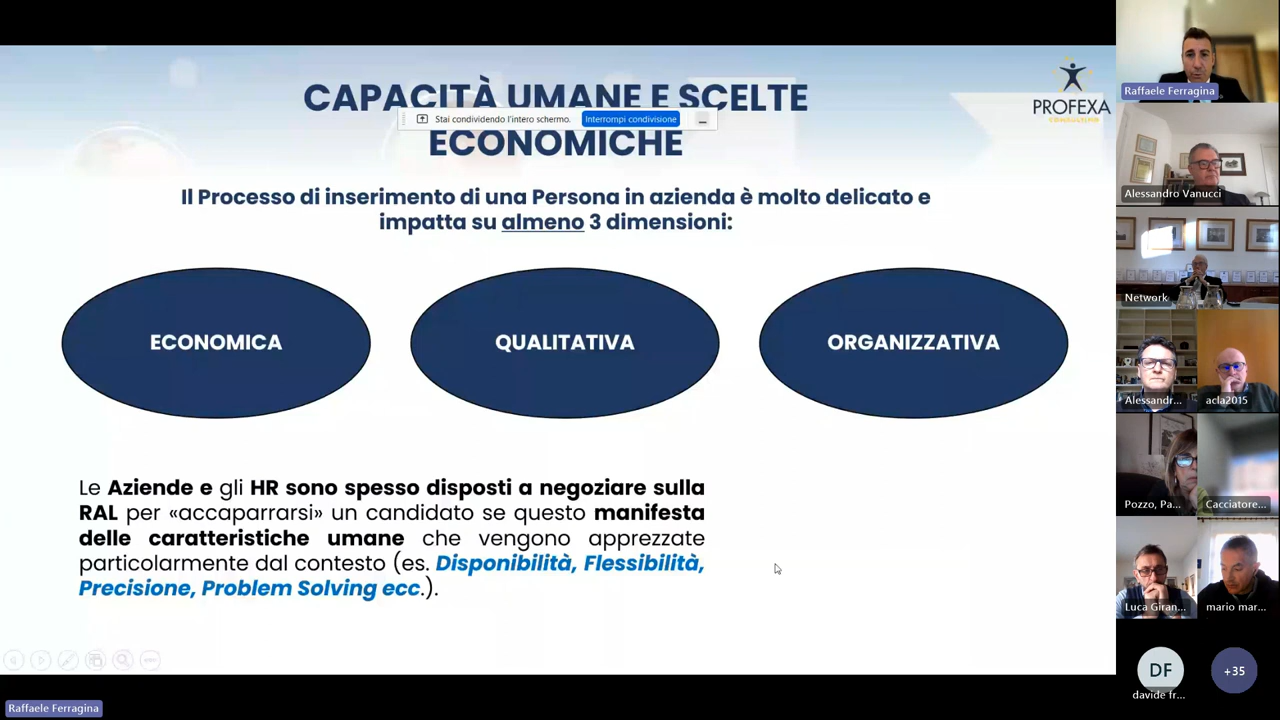 CAPACITÀ UMANE E SCELTE
Stai condividendo l'intero schermo. Interrompi condivisione
ECONOMICHE
PROFEXA
CONSULTING
Il Processo di inserimento di una Persona in azienda è molto delicato e
impatta su almeno 3 dimensioni:
ECONOMICA
QUALITATIVA
ORGANIZZATIVA
Le Aziende e gli HR sono spesso disposti a negoziare sulla
RAL per «accaparrarsi» un candidato se questo manifesta
delle caratteristiche umane che vengono apprezzate
particolarmente dal contesto (es. Disponibilità, Flessibilità,
Precisione, Problem Solving ecc.).
Raffaele Ferragina
Raffaele Ferragina
Alessandro Vanucci
Network
Alessandr...
acla2015
Pozzo, Pa...
Cacciatore...
Luca Giran...
mario mar...
DF
davide fr...
+35